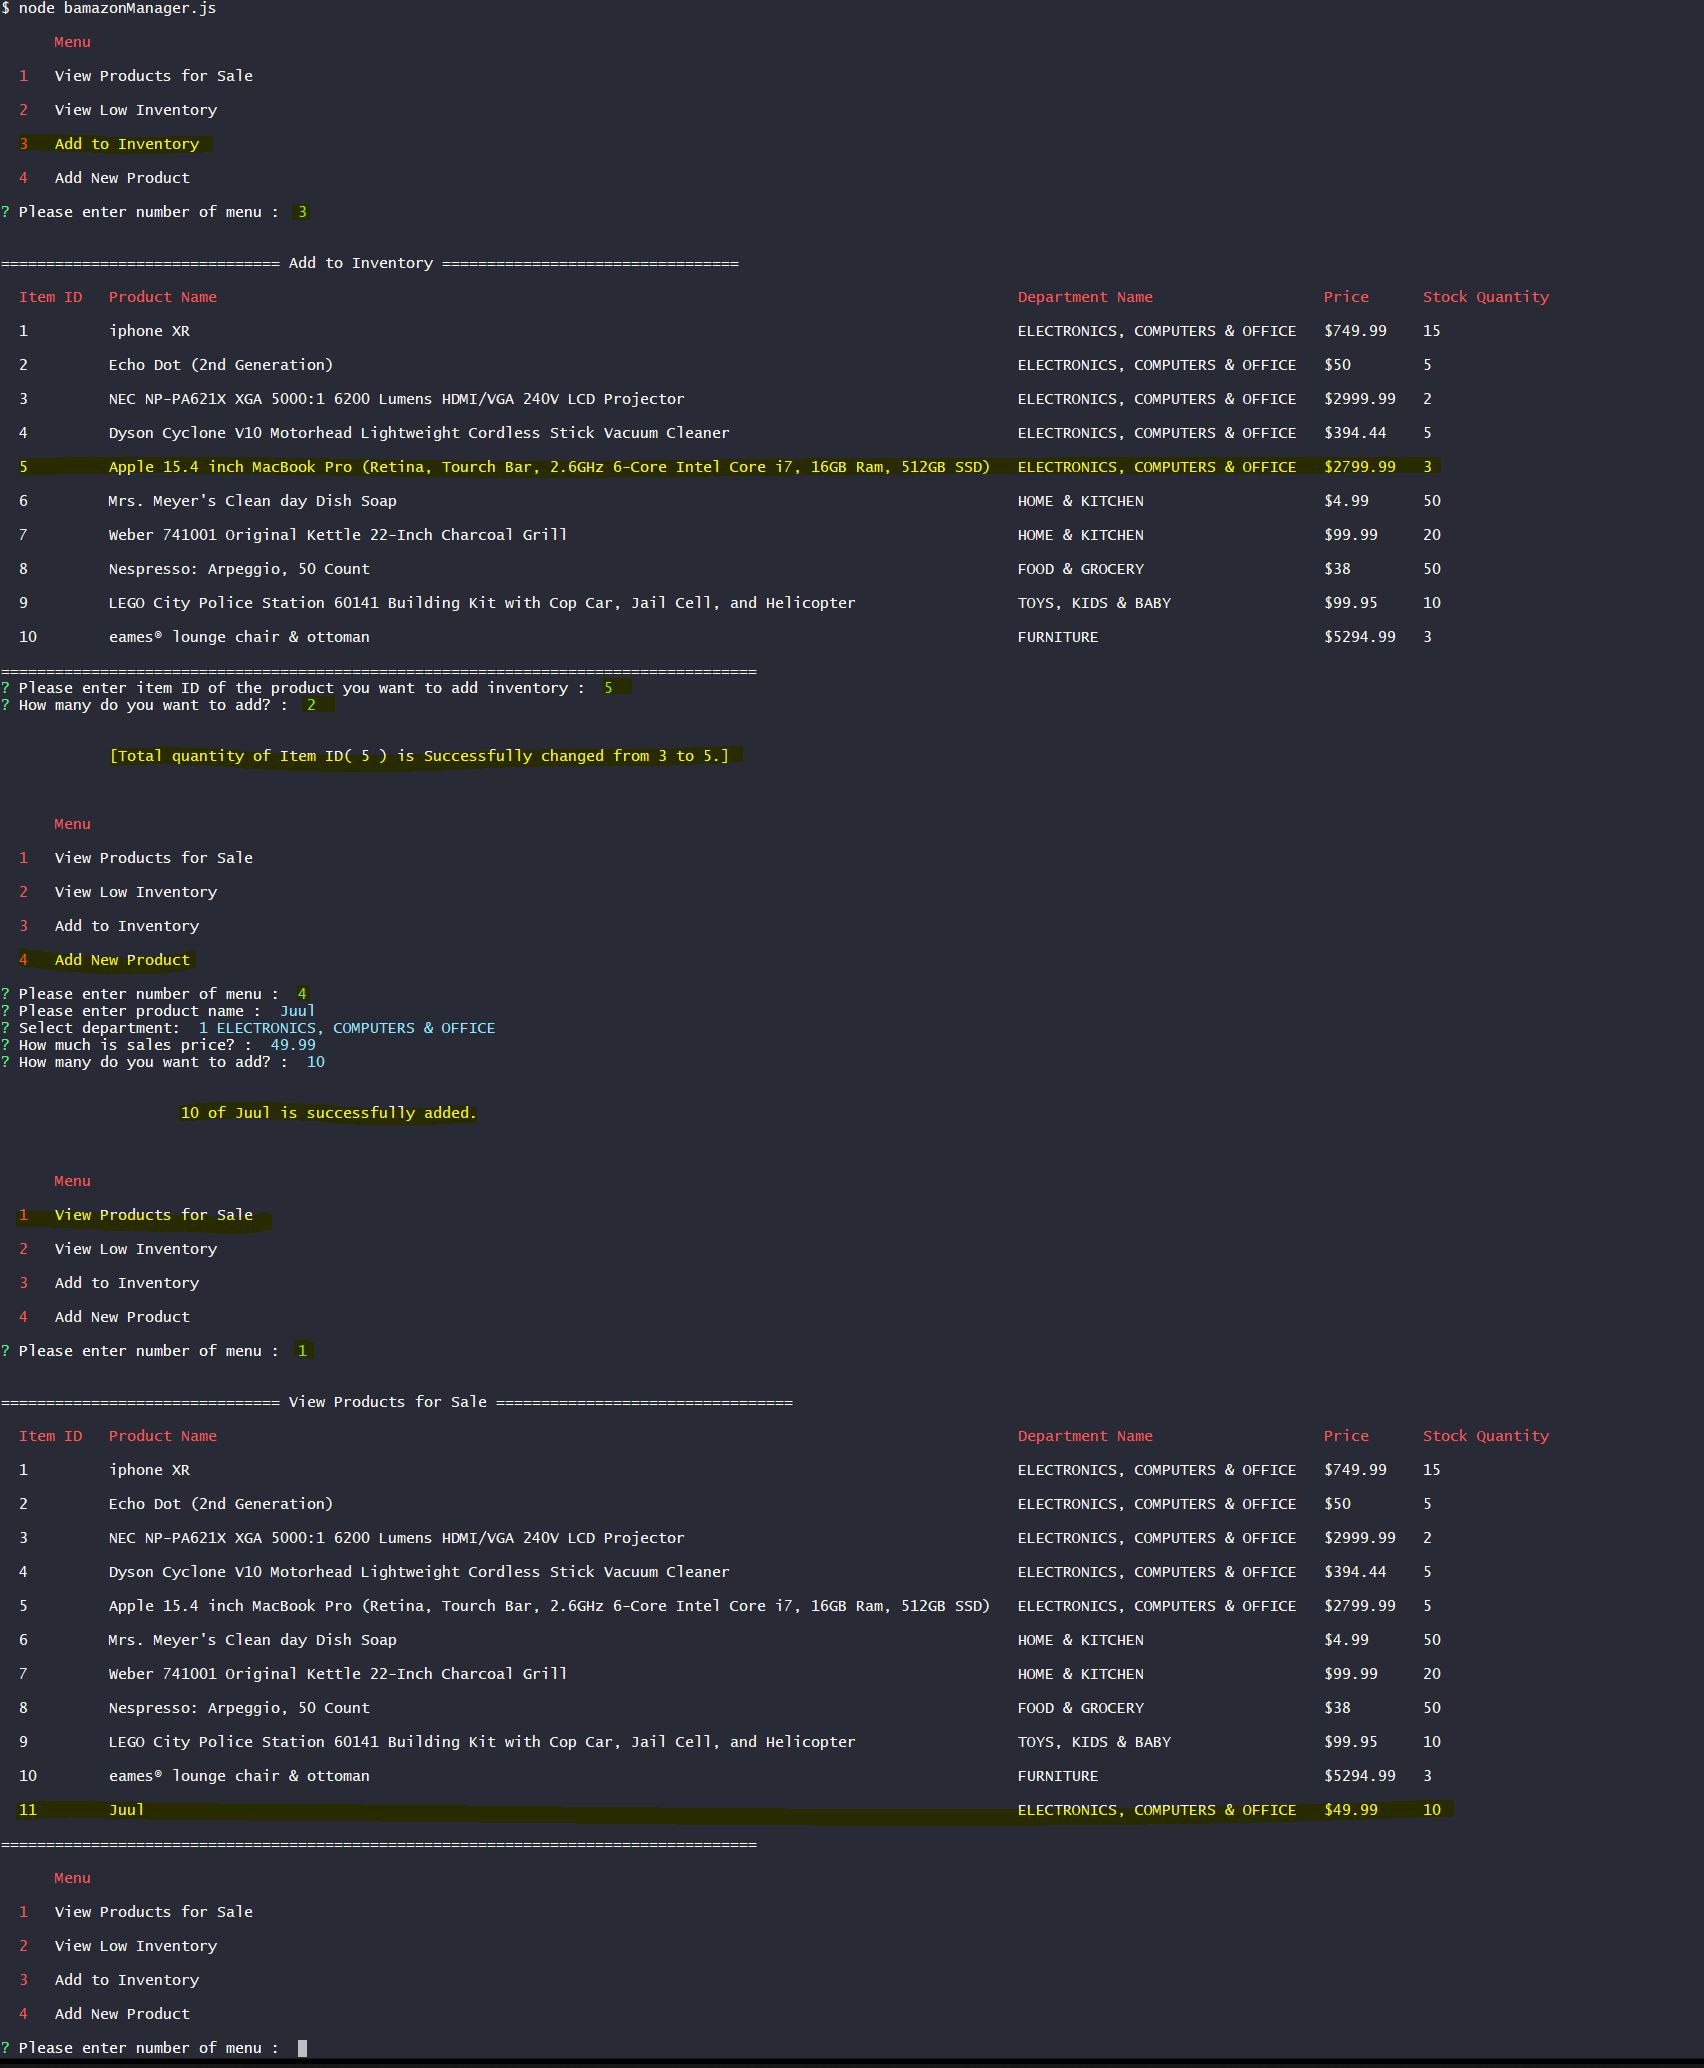 $ node bamazonManager.js
Menu
1 View Products for Sale
2 View Low Inventory
3 Add to Inventory
4 Add New Product
? Please enter number of menu : 3
=============================== Add to Inventory =================================
Item ID Product Name Department Name Price Stock Quantity
1 iphone XR ELECTRONICS, COMPUTERS & OFFICE $749.99 15
2 Echo Dot (2nd Generation) ELECTRONICS, COMPUTERS & OFFICE $50 5
3 NEC NP-PA621X XGA 5000:1 6200 Lumens HDMI/VGA 240V LCD Projector ELECTRONICS, COMPUTERS & OFFICE $2999.99 2
4 Dyson Cyclone V10 Motorhead Lightweight Cordless Stick Vacuum Cleaner ELECTRONICS, COMPUTERS & OFFICE $394.44 5
5 Apple 15.4 inch MacBook Pro (Retina, Tourch Bar, 2.6GHz 6-Core Intel Core i7, 16GB Ram, 512GB SSD) ELECTRONICS, COMPUTERS & OFFICE $2799.99 3
6 Mrs. Meyer's Clean day Dish Soap HOME & KITCHEN $4.99 50
7 Weber 741001 Original Kettle 22-Inch Charcoal Grill HOME & KITCHEN $99.99 20
8 Nespresso: Arpeggio, 50 Count FOOD & GROCERY $38 50
9 LEGO City Police Station 60141 Building Kit with Cop Car, Jail Cell, and Helicopter TOYS, KIDS & BABY $99.95 10
10 eames® lounge chair & ottoman FURNITURE $5294.99 3
====================================================================================
? Please enter item ID of the product you want to add inventory : 5
? How many do you want to add? : 2
[Total quantity of Item ID( 5 ) is Successfully changed from 3 to 5.]
Menu
1 View Products for Sale
2 View Low Inventory
3 Add to Inventory
4 Add New Product
? Please enter number of menu : 4
? Please enter product name : Juul
? Select department: 1 ELECTRONICS, COMPUTERS & OFFICE
? How much is sales price? : 49.99
? How many do you want to add? : 10
10 of Juul is successfully added.
Menu
1 View Products for Sale
2 View Low Inventory
3 Add to Inventory
4 Add New Product
? Please enter number of menu : 1
=============================== View Products for Sale =================================
Item ID Product Name Department Name Price Stock Quantity
1 iphone XR ELECTRONICS, COMPUTERS & OFFICE $749.99 15
2 Echo Dot (2nd Generation) ELECTRONICS, COMPUTERS & OFFICE $50 5
3 NEC NP-PA621X XGA 5000:1 6200 Lumens HDMI/VGA 240V LCD Projector ELECTRONICS, COMPUTERS & OFFICE $2999.99 2
4 Dyson Cyclone V10 Motorhead Lightweight Cordless Stick Vacuum Cleaner ELECTRONICS, COMPUTERS & OFFICE $394.44 5
5 Apple 15.4 inch MacBook Pro (Retina, Tourch Bar, 2.6GHz 6-Core Intel Core i7, 16GB Ram, 512GB SSD) ELECTRONICS, COMPUTERS & OFFICE $2799.99 5
6 Mrs. Meyer's Clean day Dish Soap HOME & KITCHEN $4.99 50
7 Weber 741001 Original Kettle 22-Inch Charcoal Grill HOME & KITCHEN $99.99 20
8 Nespresso: Arpeggio, 50 Count FOOD & GROCERY $38 50
9 LEGO City Police Station 60141 Building Kit with Cop Car, Jail Cell, and Helicopter TOYS, KIDS & BABY $99.95 10
10 eames® lounge chair & ottoman FURNITURE $5294.99 3
11 Juul ELECTRONICS, COMPUTERS & OFFICE $49.99 10
====================================================================================
Menu
1 View Products for Sale
2 View Low Inventory
3 Add to Inventory
4 Add New Product
? Please enter number of menu :